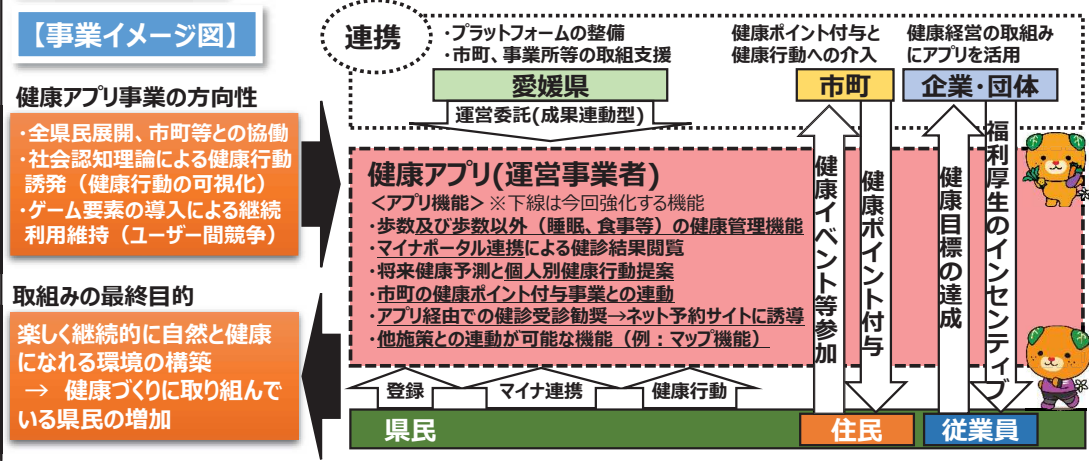 【事業イメージ図】
連携
・プラットフォームの整備
・市町、事業所等の取組支援
健康ポイント付与と
健康行動への介入
健康経営の取組み
にアプリを活用
愛媛県
市町
企業・団体
運営委託(成果連動型)
健康アプリ事業の方向性
・全県民展開、市町等との協働
・社会認知理論による健康行動
誘発（健康行動の可視化）
・ゲーム要素の導入による継続
利用維持（ユーザー間競争）
取組みの最終目的
楽しく継続的に自然と健康
になれる環境の構築
→ 健康づくりに取り組んで
いる県民の増加
健康アプリ(運営事業者)
<アプリ機能> ※下線は今回強化する機能
・歩数及び歩数以外（睡眠、食事等）の健康管理機能
・マイナポータル連携による健診結果閲覧
・将来健康予測と個人別健康行動提案
・市町の健康ポイント付与事業との連動
・アプリ経由での健診受診勧奨→ネット予約サイトに誘導
・他施策との連動が可能な機能（例：マップ機能）
健康イベント等参加
健康ポイント付与
健康目標の達成
福利厚生のインセンティブ
登録
マイナ連携
健康行動
県民
住民
従業員